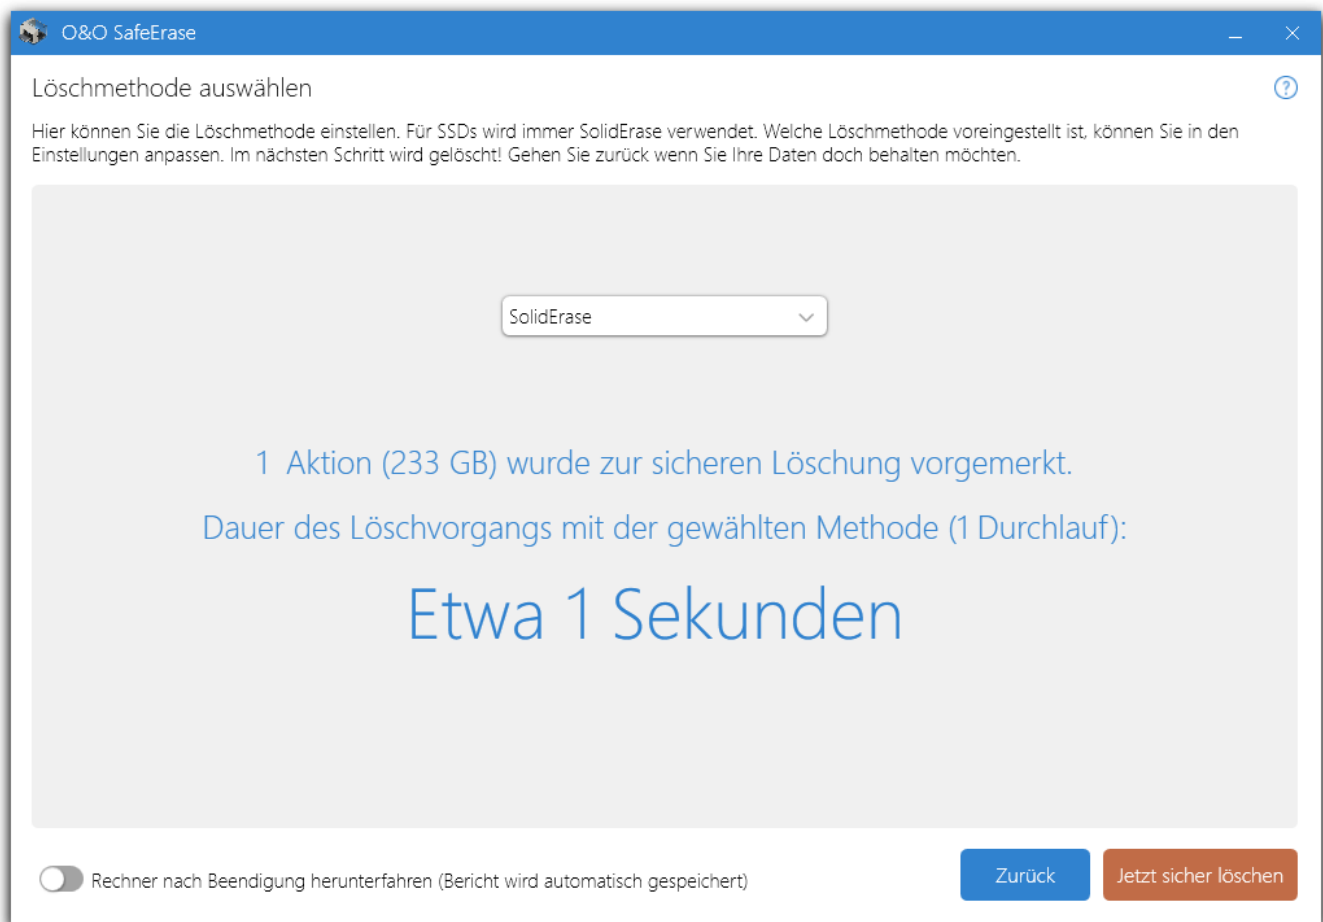 O&O SafeErase
Löschmethode auswählen
Hier können Sie die Löschmethode einstellen. Für SSDs wird immer SolidErase verwendet. Welche Löschmethode voreingestellt ist, können Sie in den
Einstellungen anpassen. Im nächsten Schritt wird gelöscht! Gehen Sie zurück wenn Sie Ihre Daten doch behalten möchten.
SolidErase
1 Aktion (233 GB) wurde zur sicheren Löschung vorgemerkt.
Dauer des Löschvorgangs mit der gewählten Methode (1 Durchlauf):
Etwa 1 Sekunden
Rechner nach Beendigung herunterfahren (Bericht wird automatisch gespeichert)
Zurück
Jetzt sicher löschen